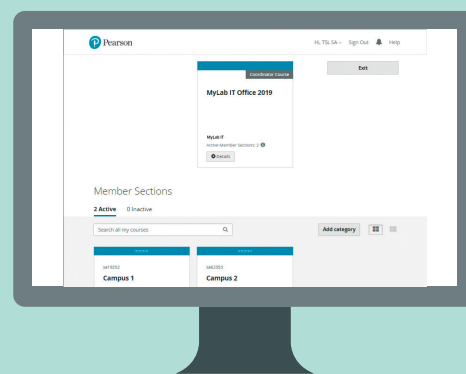 Pearson
Hi, TSL SA
Sign Out
Help
Coordinator Course
Exit
MyLab IT Office 2019
MyLab IT
Active Member Sections: 2
Details
Member Sections
2 Active
0 Inactive
Search all my courses
Add category
Campus 1
Campus 2